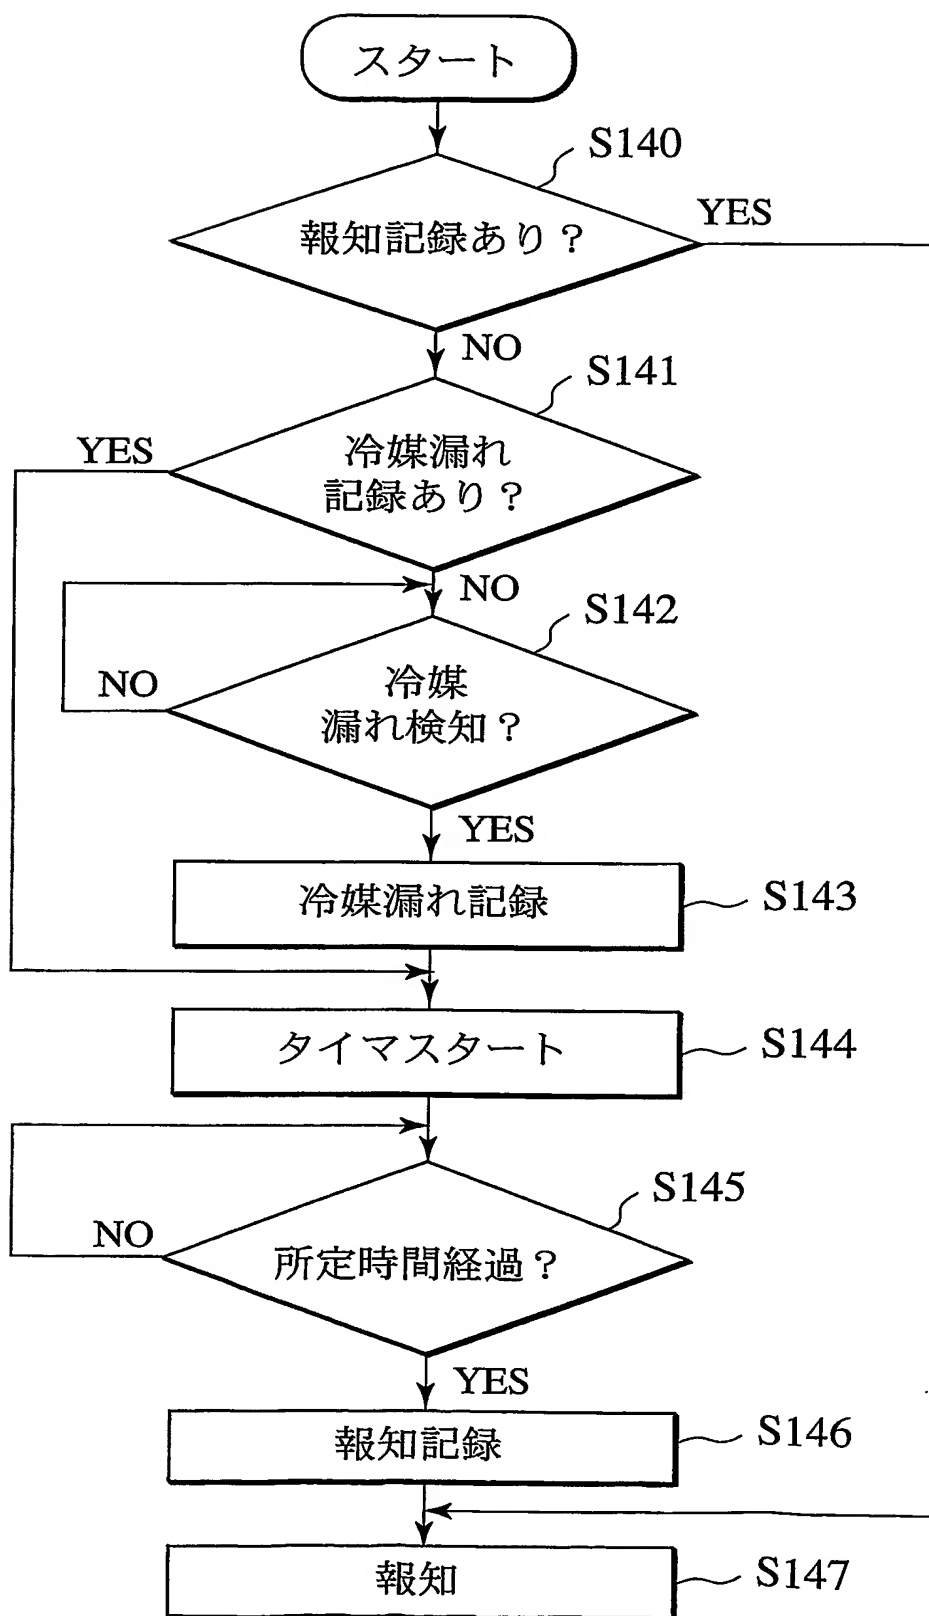 スタート
S140
報知記録あり？
YES
NO
S141
YES
冷媒漏れ
記録あり？
NO
S142
NO
冷媒
漏れ検知？
YES
冷媒漏れ記録
S143
タイマスタート
S144
S145
NO
所定時間経過？
YES
報知記録
S146
報知
S147